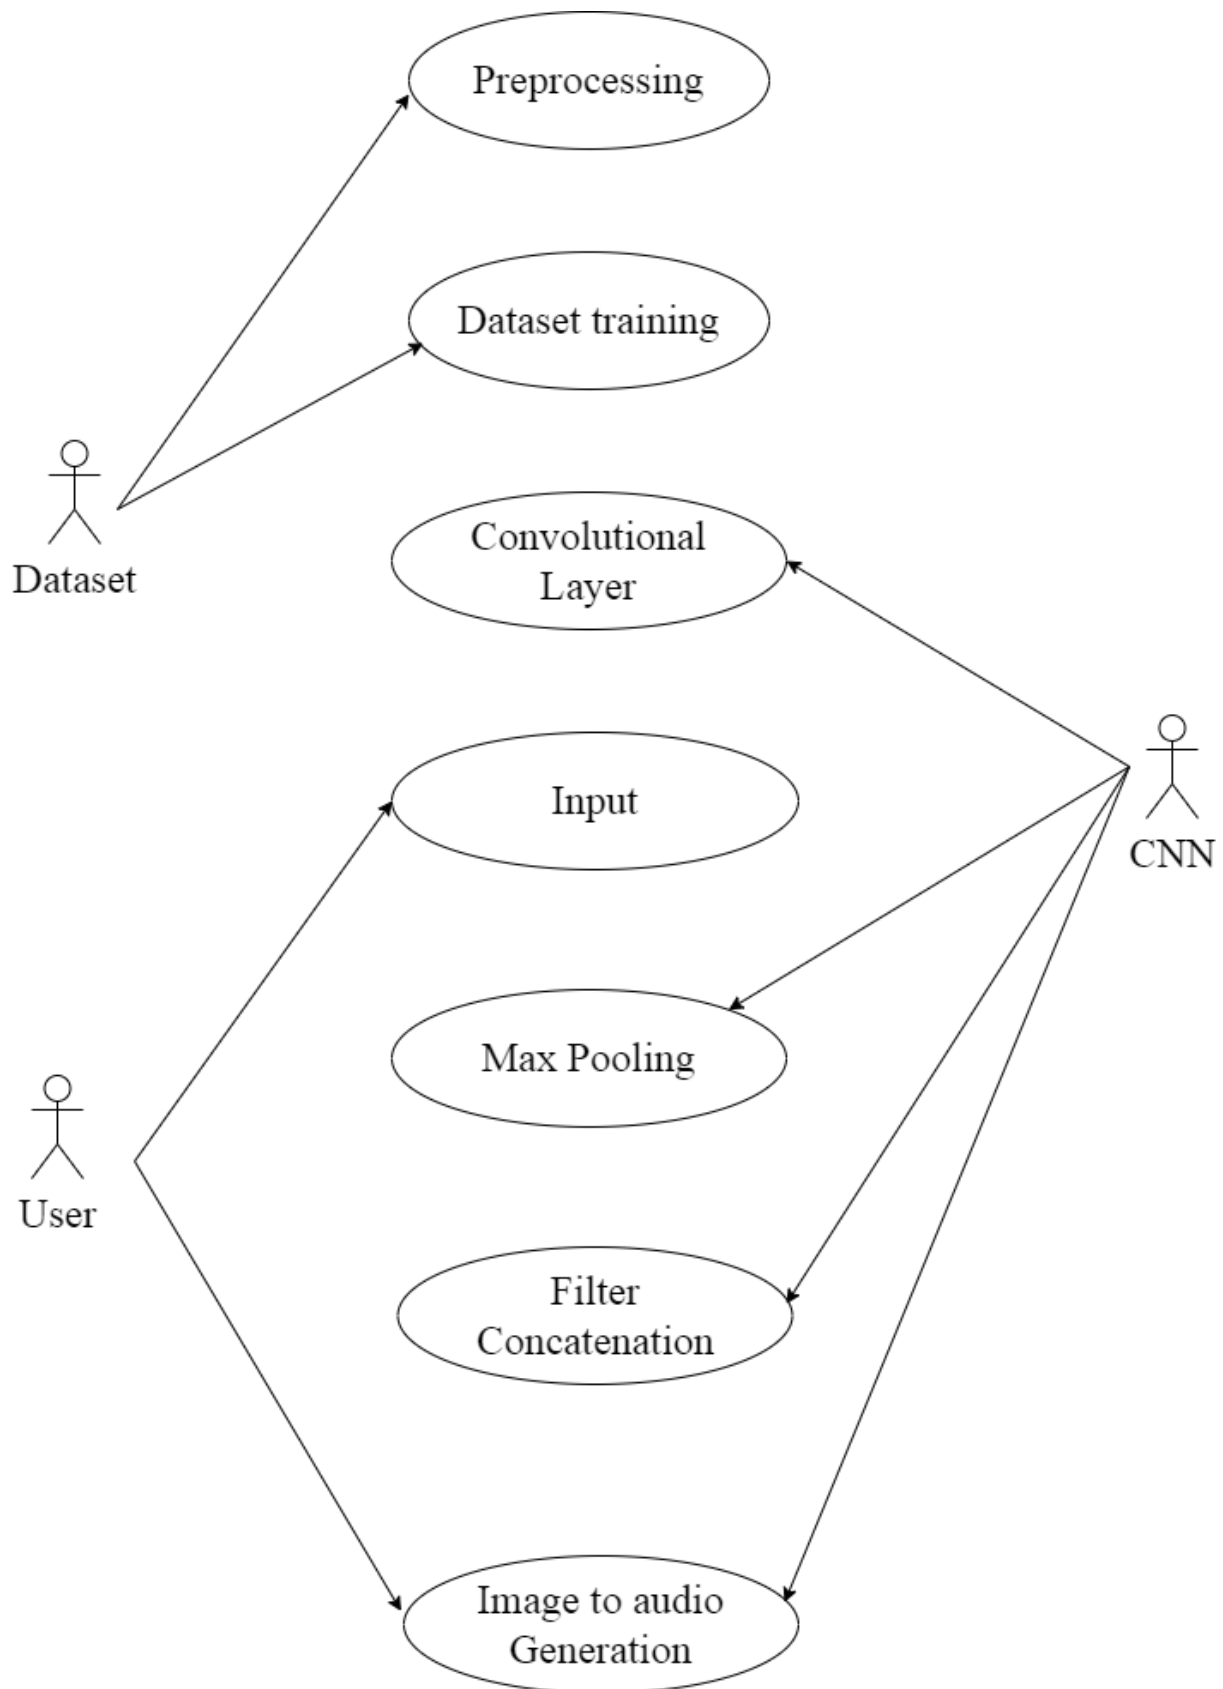 Preprocessing
Dataset training
Dataset
Convolutional
Layer
Input
CNN
Max Pooling
User
Filter
Concatenation
Image to audio
Generation